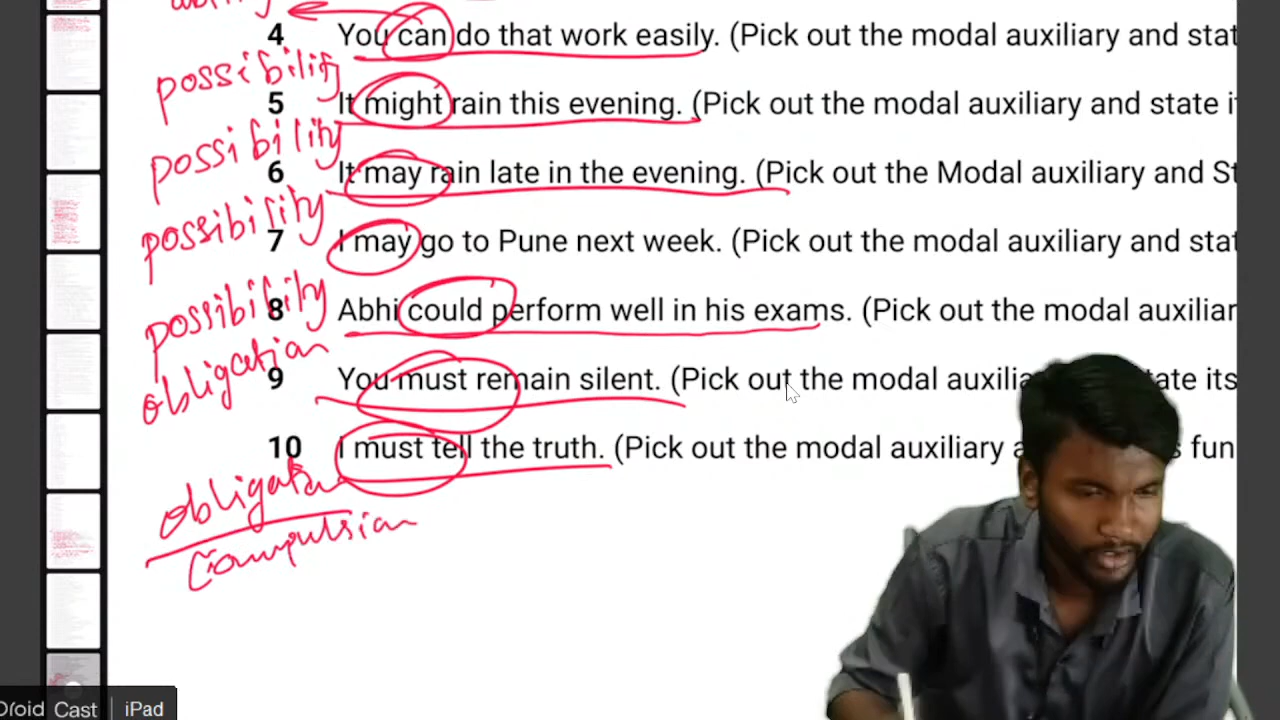 ability
4 You can do that work easily. (Pick out the modal auxiliary and stat
possibility
5 It might rain this evening. (Pick out the modal auxiliary and state i
possibility
6 It may rain late in the evening. (Pick out the Modal auxiliary and St
possibility
7 I may go to Pune next week. (Pick out the modal auxiliary and stat
possibility
8 Abhi could perform well in his exams. (Pick out the modal auxiliar
obligation
9 You must remain silent. (Pick out the modal auxilia ate its
10 I must tell the truth. (Pick out the modal auxiliary a s fun
obligation
Compulsion
Droid Cast iPad